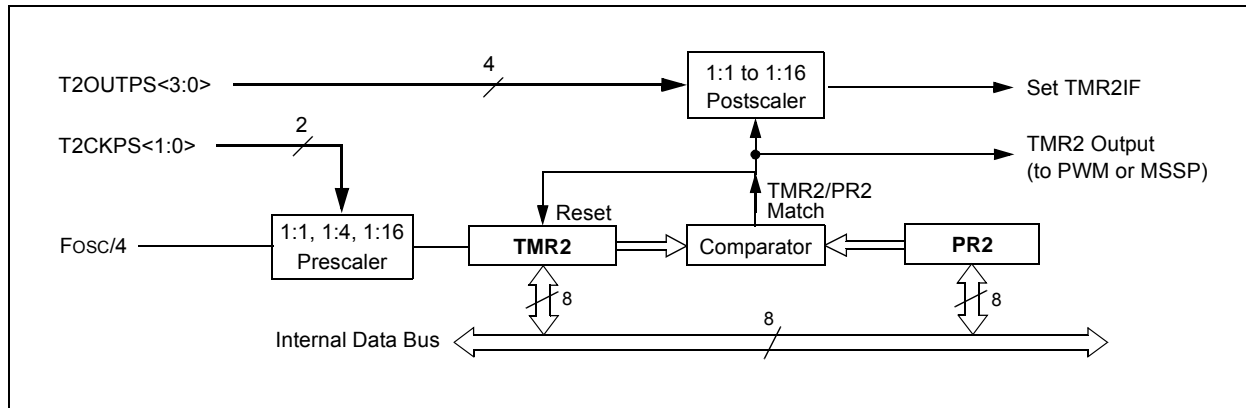 T2OUTPS<3:0>
4
1:1 to 1:16
Postscaler
Set TMR2IF
T2CKPS<1:0>
2
TMR2 Output
(to PWM or MSSP)
TMR2/PR2
Match
Reset
FOSC/4
1:1, 1:4, 1:16
Prescaler
TMR2
Comparator
PR2
8
8
Internal Data Bus
8